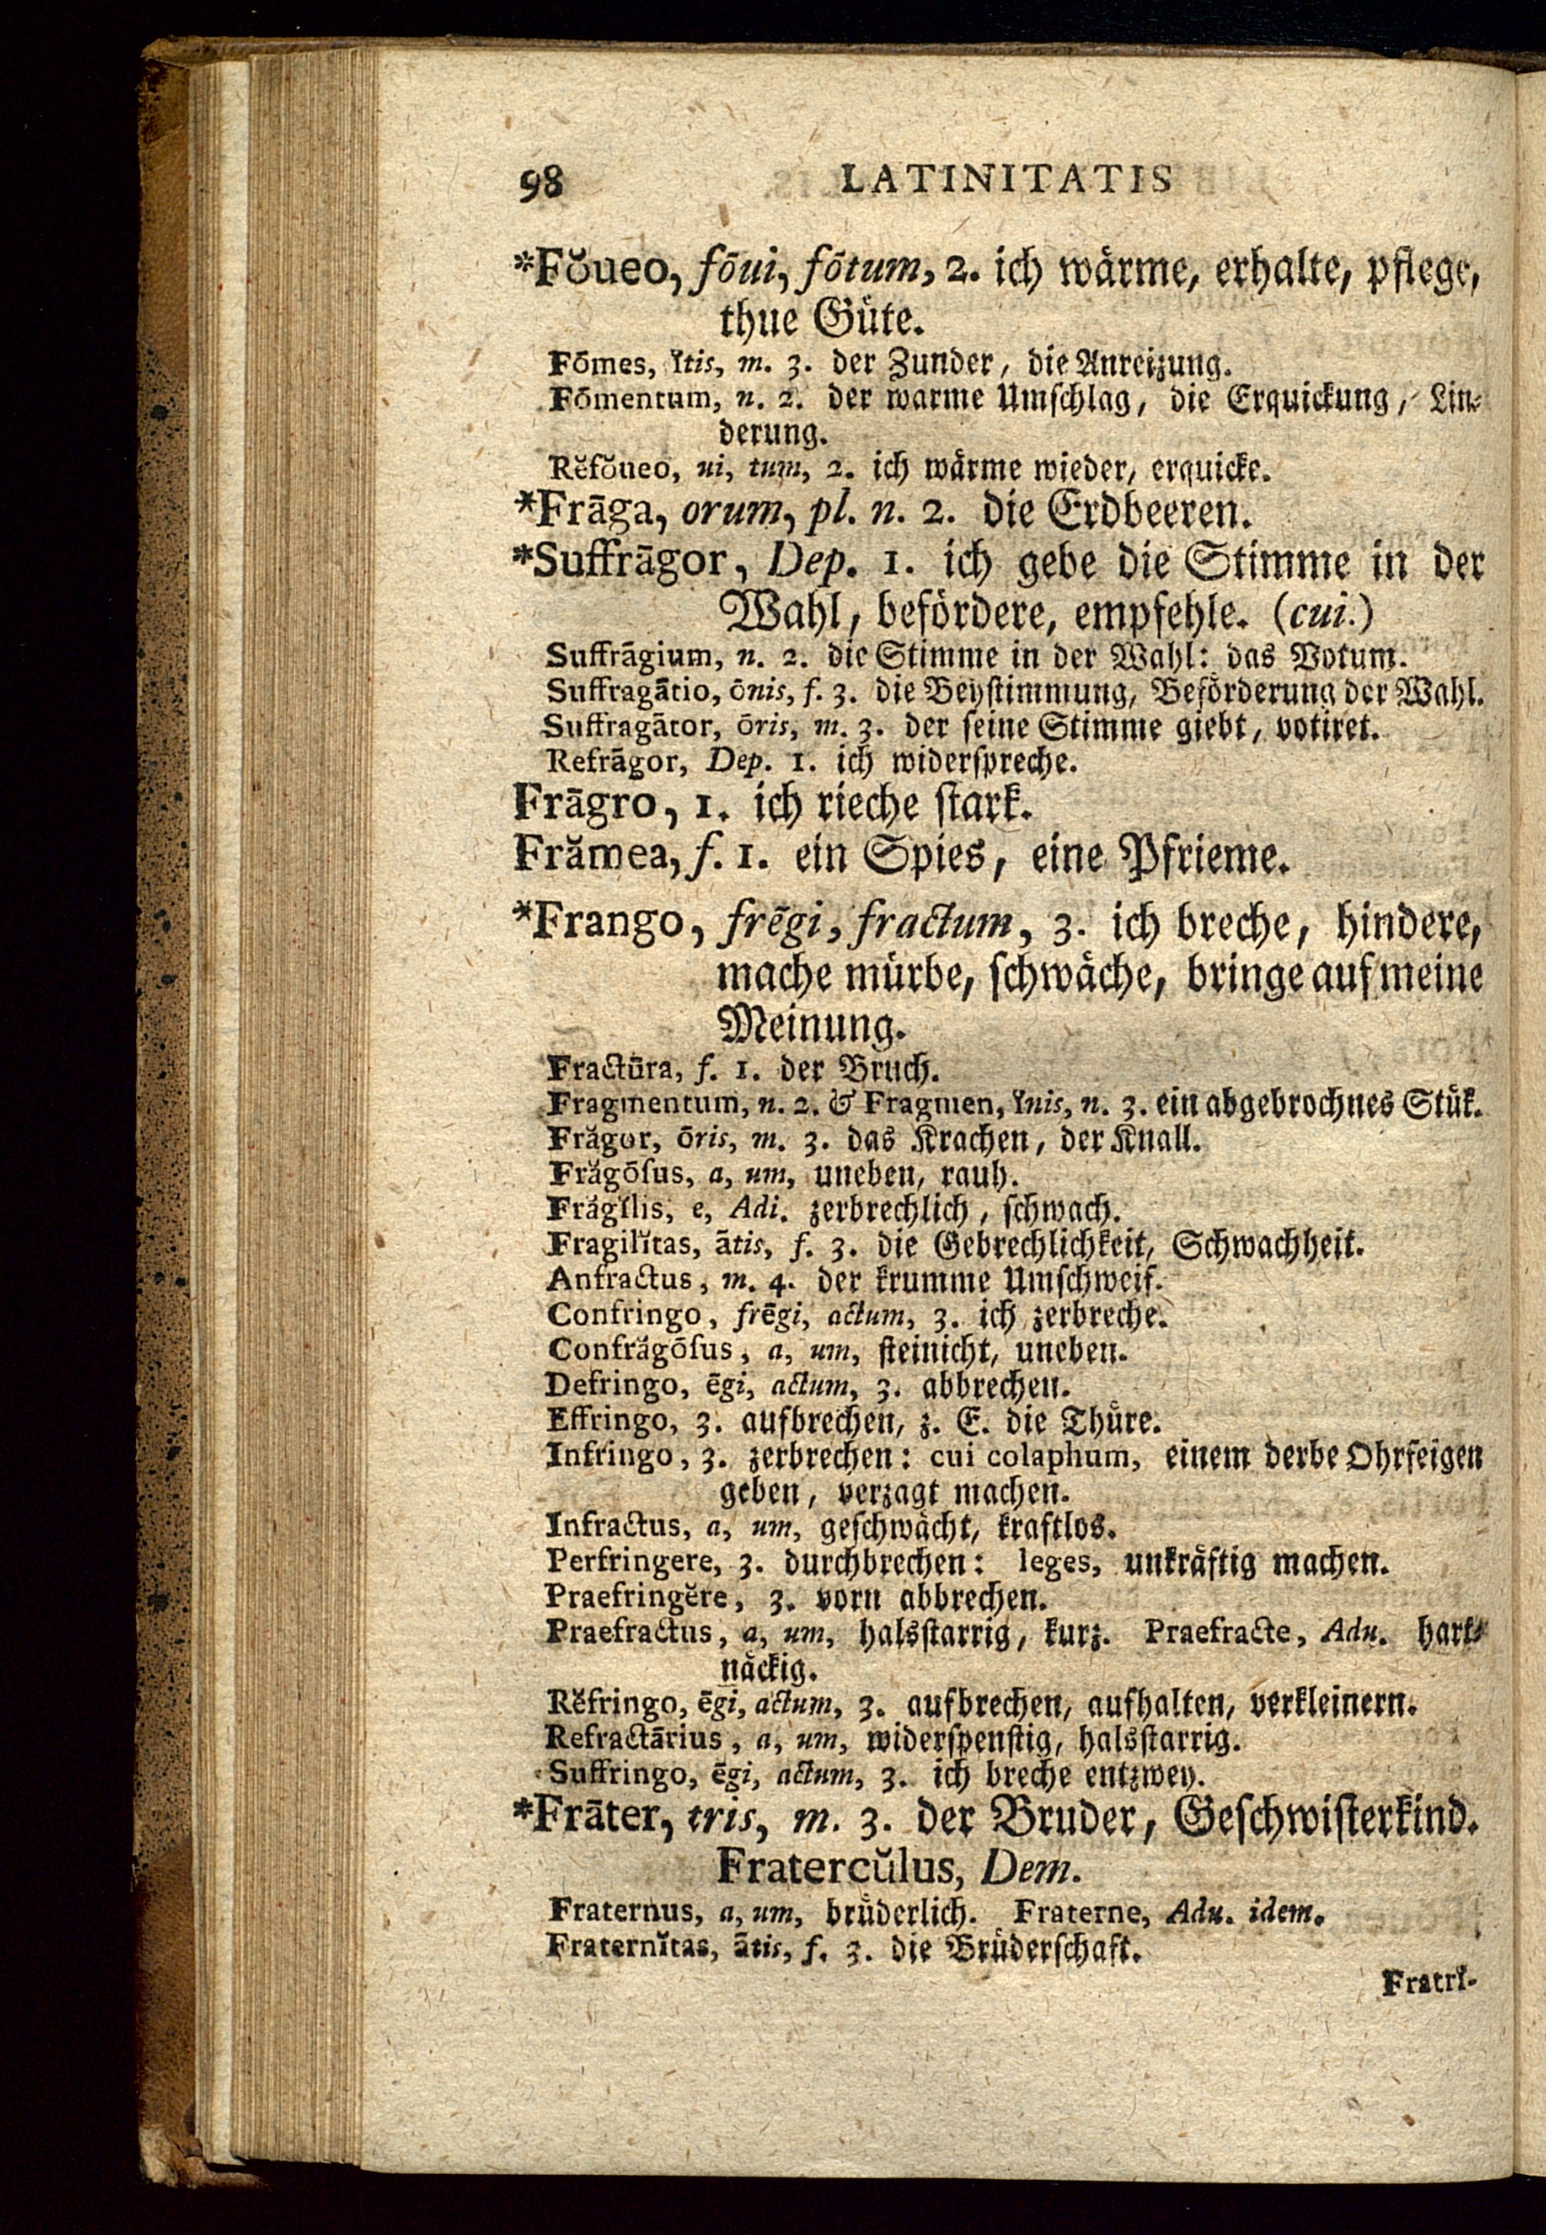 98 LATINITATIS
*Fŏueo, fōui, fōtum, 2. ich wärme, erhalte, pflege,
thue Güte.
Fōmes, ĭtis, m. 3. der Zunder, die Anreizung.
Fōmentum, n. 2. der warme Umschlag, die Erquickung, Lin-
derung.
Rĕfŏueo, ui, tum, 2. ich wärme wieder, erquicke.
*Frāga, orum, pl. n. 2. die Erdbeeren.
*Suffrāgor, Dep. 1. ich gebe die Stimme in der
Wahl, befördere, empfehle. (cui.)
Suffrāgium, n. 2. die Stimme in der Wahl: das Votum.
Suffragātio, ōnis, f. 3. die Beystimmung, Beförderung der Wahl.
Suffragātor, ōris, m. 3. der seine Stimme giebt, votiret.
Refrāgor, Dep. 1. ich widerspreche.
Frāgro, 1. ich rieche stark.
Frămea, f. 1. ein Spies, eine Pfrieme.
*Frango, frēgi, fractum, 3. ich breche, hindere,
mache mürbe, schwäche, bringe auf meine
Meinung.
Fractūra, f. 1. der Bruch.
Fragmentum, n. 2. & Fragmen, ĭnis, n. 3. ein abgebrochnes Stük.
Frăgor, ōris, m. 3. das Krachen, der Knall.
Frăgōſus, a, um, uneben, rauh.
Frăgĭlis, e, Adi. zerbrechlich, schwach.
Fragilĭtas, ātis, f. 3. die Gebrechlichkeit, Schwachheit.
Anfractus, m. 4. der krumme Umschweif.
Confringo, frēgi, actum, 3. ich zerbreche.
Confrăgōſus, a, um, steinicht, uneben.
Defringo, ēgi, actum, 3. abbrechen.
Effringo, 3. aufbrechen, z. E. die Thüre.
Infringo, 3. zerbrechen: cui colaphum, einem derbe Ohrfeigen
geben, verzagt machen.
Infractus, a, um, geschwächt, kraftlos.
Perfringere, 3. durchbrechen: leges, unkräftig machen.
Praefringĕre, 3. vorn abbrechen.
Praefractus, a, um, halsstarrig, kurz. Praefracte, Adu. hart-
näckig.
Rĕfringo, ēgi, actum, 3. aufbrechen, aufhalten, verkleinern.
Refractārius, a, um, widerspenstig, halsstarrig.
Suffringo, ēgi, actum, 3. ich breche entzwey.
*Frāter, tris, m. 3. der Bruder, Geschwisterkind.
Fratercŭlus, Dem.
Fraternus, a, um, brüderlich. Fraterne, Adu. idem.
Fraternĭtas, ātis, f. 3. die Brüderschaft.
Fratrĭ-